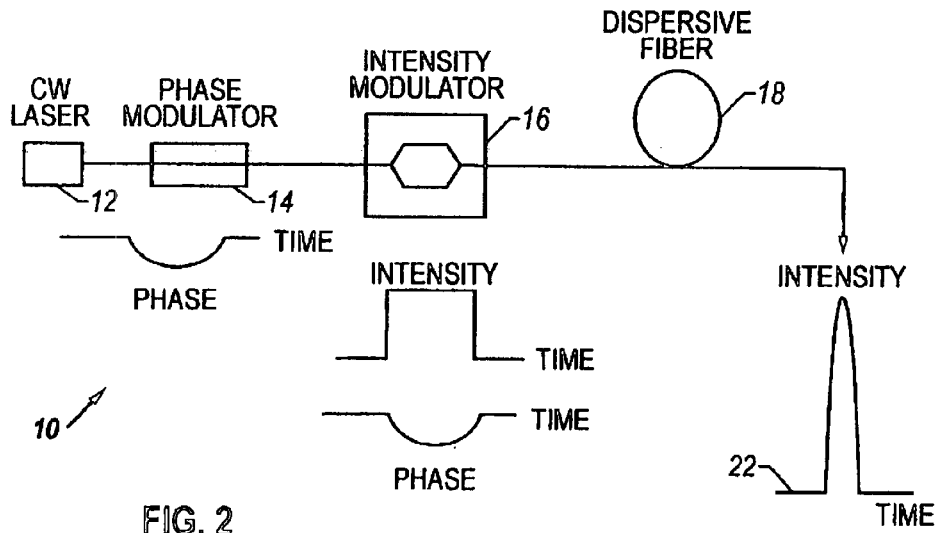 DISPERSIVE
FIBER
18
INTENSITY
MODULATOR
16
CW
LASER
PHASE
MODULATOR
12
14
TIME
PHASE
INTENSITY
TIME
TIME
PHASE
10
INTENSITY
22
TIME
FIG. 2